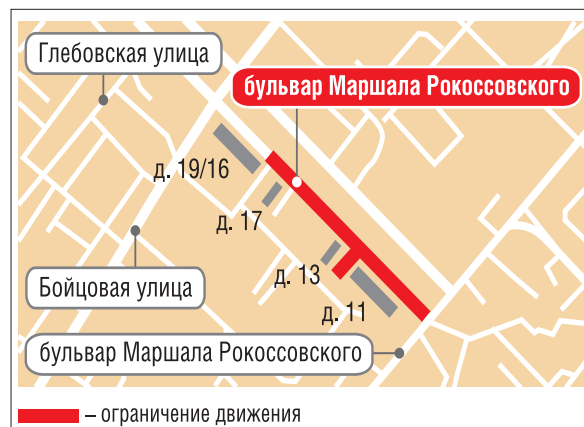 Глебовская улица
бульвар Маршала Рокоссовского
д. 19/16
д. 17
д. 13
Бойцовая улица
д. 11
бульвар Маршала Рокоссовского
– ограничение движения